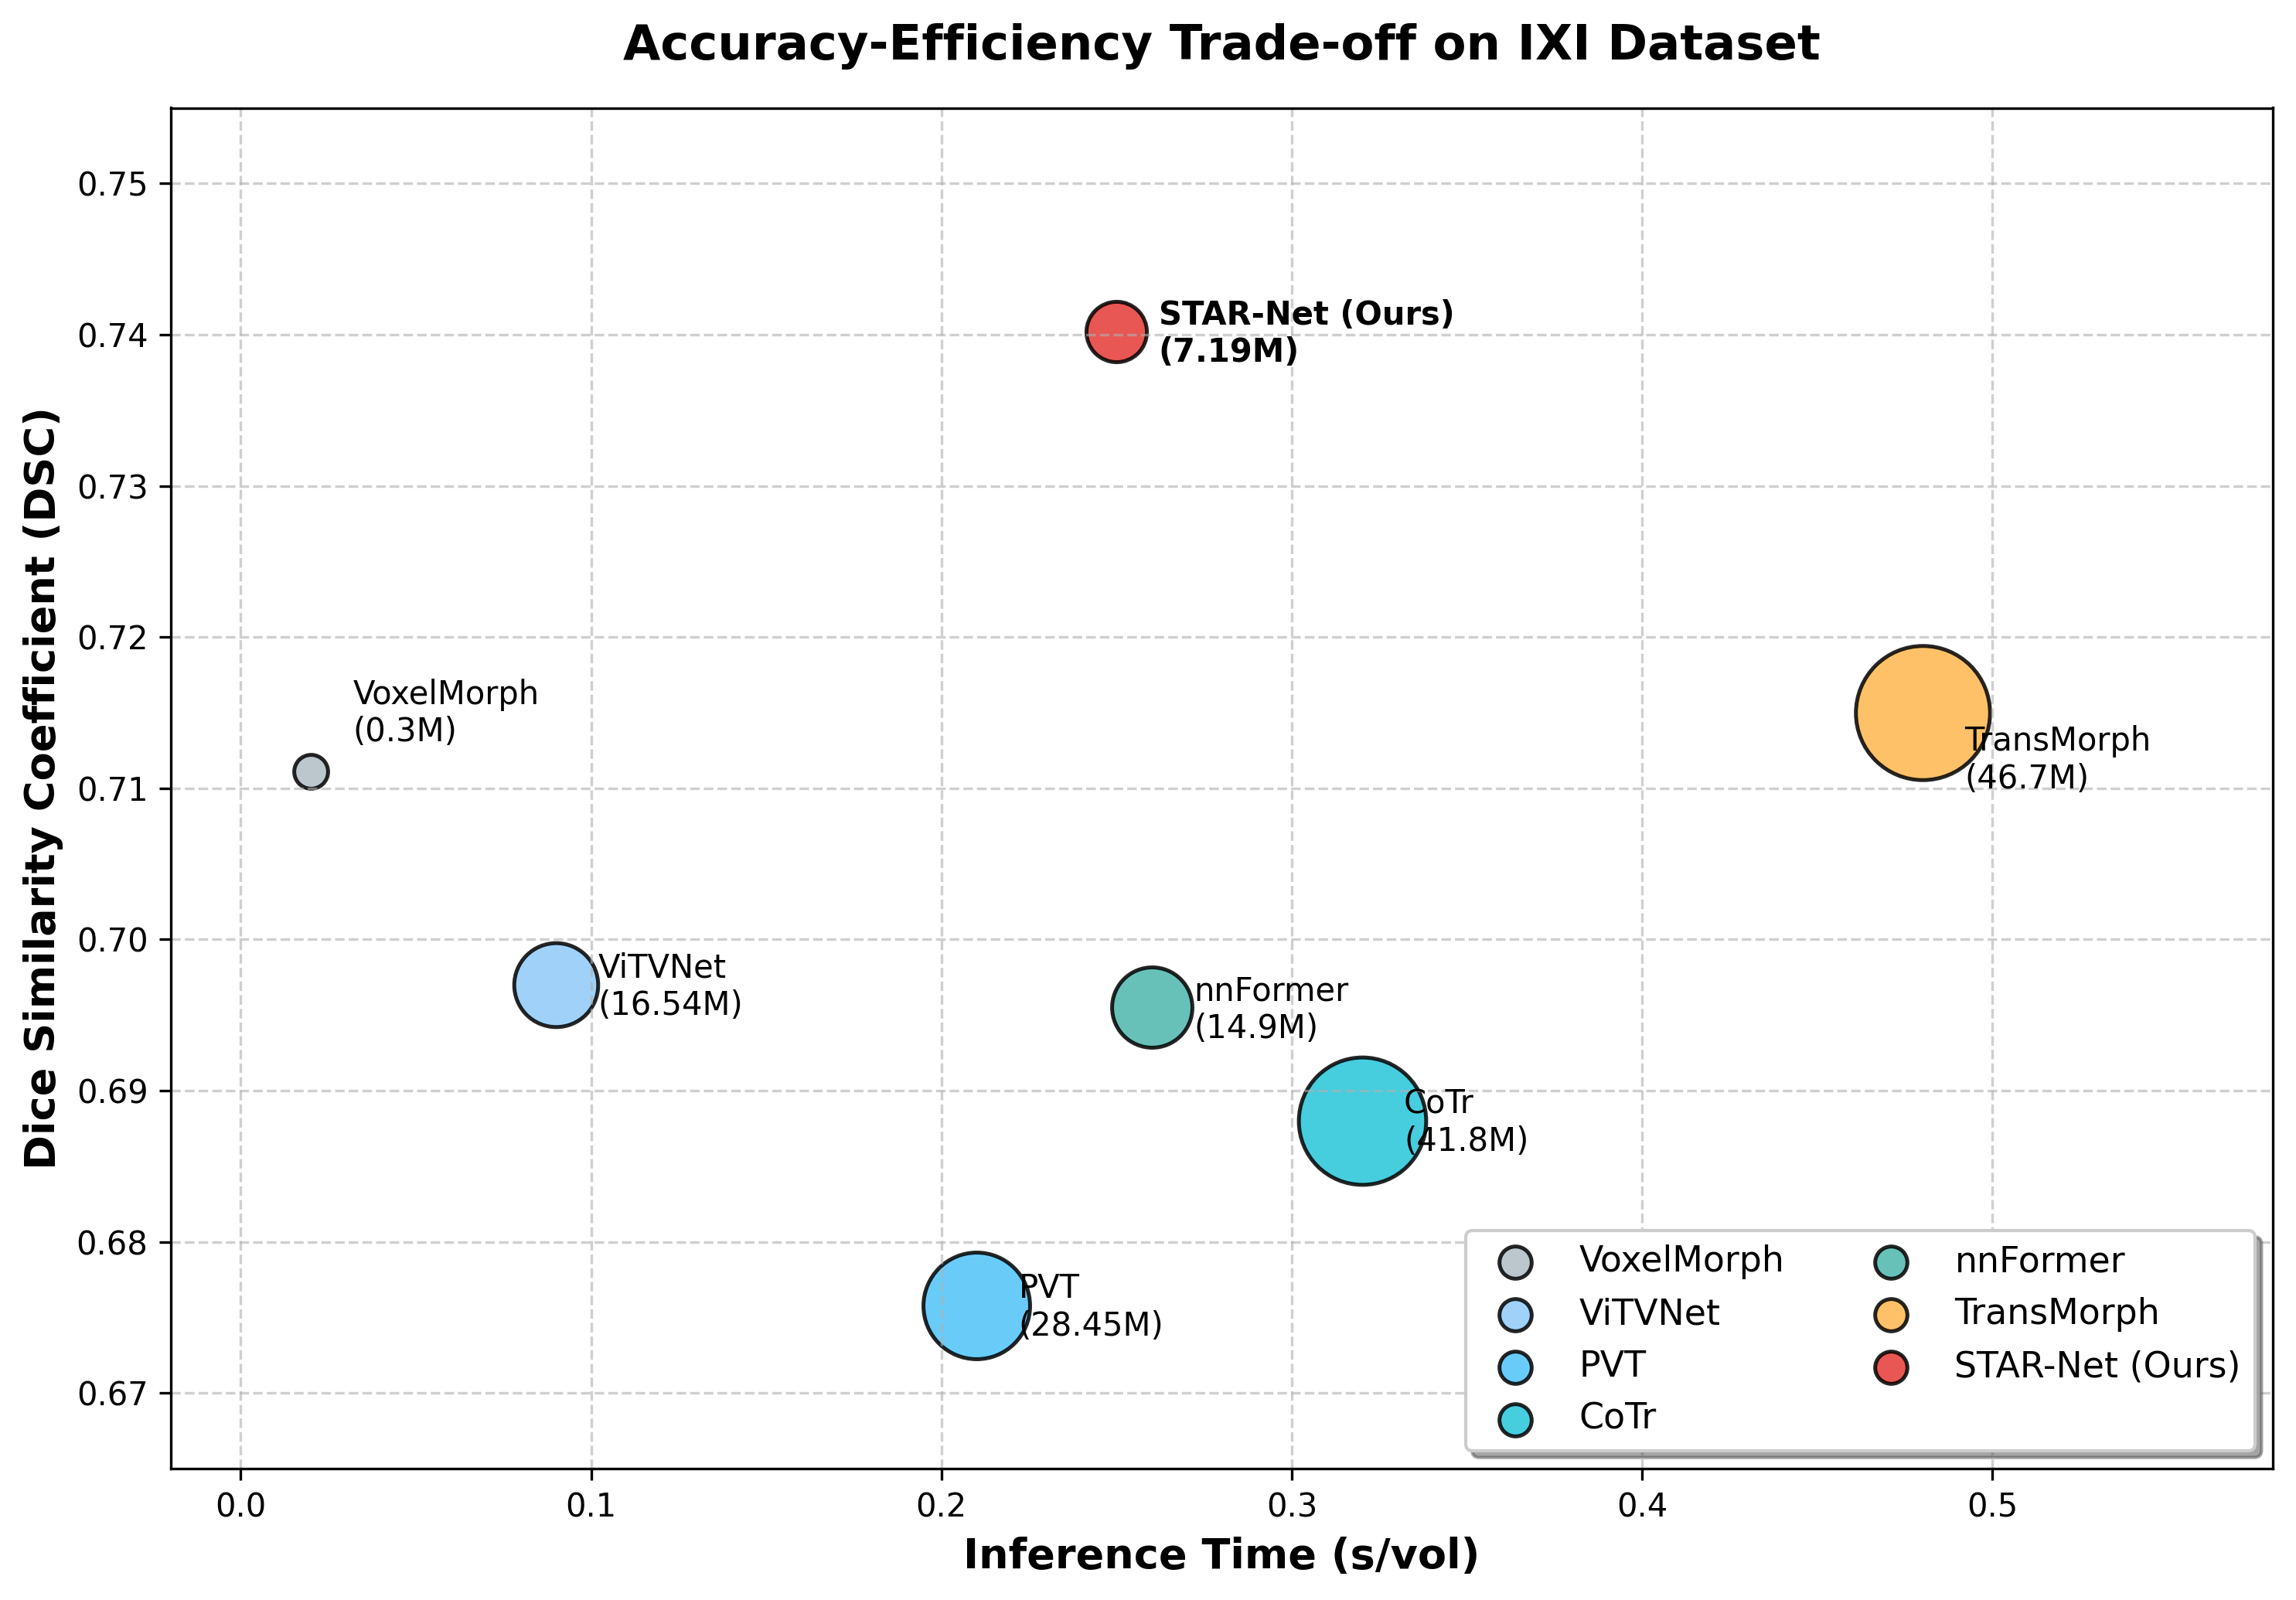 Accuracy-Efficiency Trade-off on IXI Dataset
Dice Similarity Coefficient (DSC)
0.75
0.74
0.73
0.72
0.71
0.70
0.69
0.68
0.67
STAR-Net (Ours)
(7.19M)
VoxelMorph
(0.3M)
TransMorph
(46.7M)
ViTVNet
(16.54M)
nnFormer
(14.9M)
CoTr
(41.8M)
PVT
(28.45M)
VoxelMorph
ViTVNet
PVT
CoTr
nnFormer
TransMorph
STAR-Net (Ours)
0.0
0.1
0.2
0.3
0.4
0.5
Inference Time (s/vol)